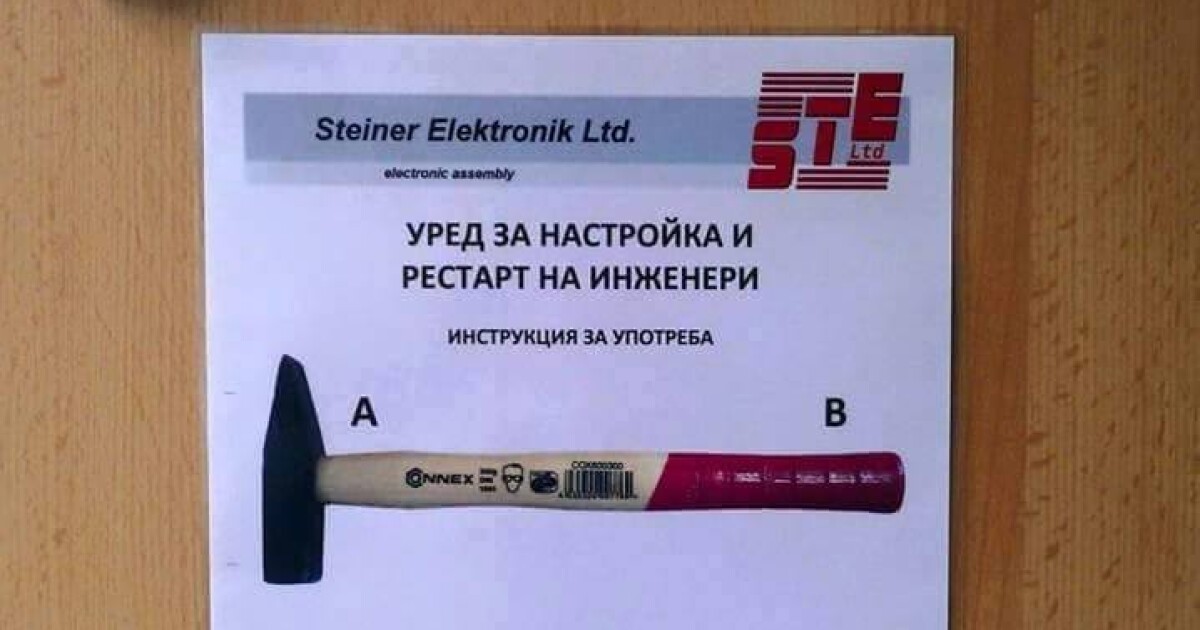 Steiner Elektronik Ltd.
STE
Ltd
electronic assembly
УРЕД ЗА НАСТРОЙКА И
РЕСТАРТ НА ИНЖЕНЕРИ
ИНСТРУКЦИЯ ЗА УПОТРЕБА
A
B
CONNEX